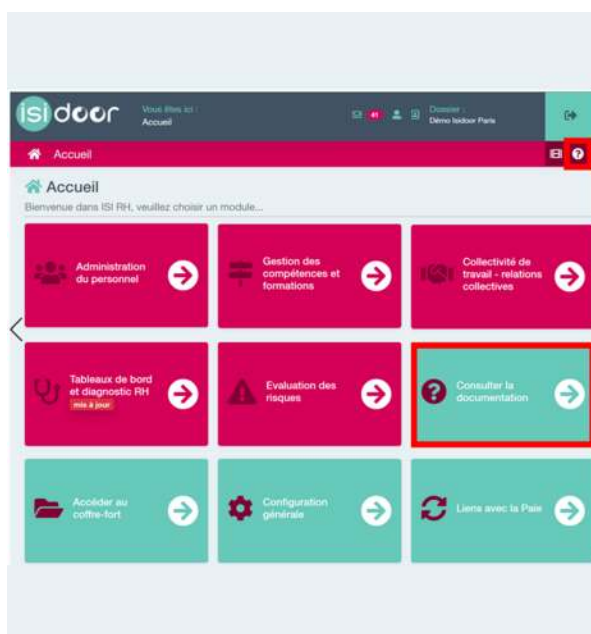 isidoor
Vous êtes ici :
Accueil
41
Dossier :
Démo Isidoor Paris
Accueil
Accueil
Bienvenue dans ISI RH, veuillez choisir un module...
Administration
du personnel
Gestion des
compétences et
formations
Collectivité de
travail - relations
collectives
Tableaux de bord
et diagnostic RH
mis à jour
Evaluation des
risques
Consulter la
documentation
Accéder au
coffre-fort
Configuration
générale
Liens avec la Paie